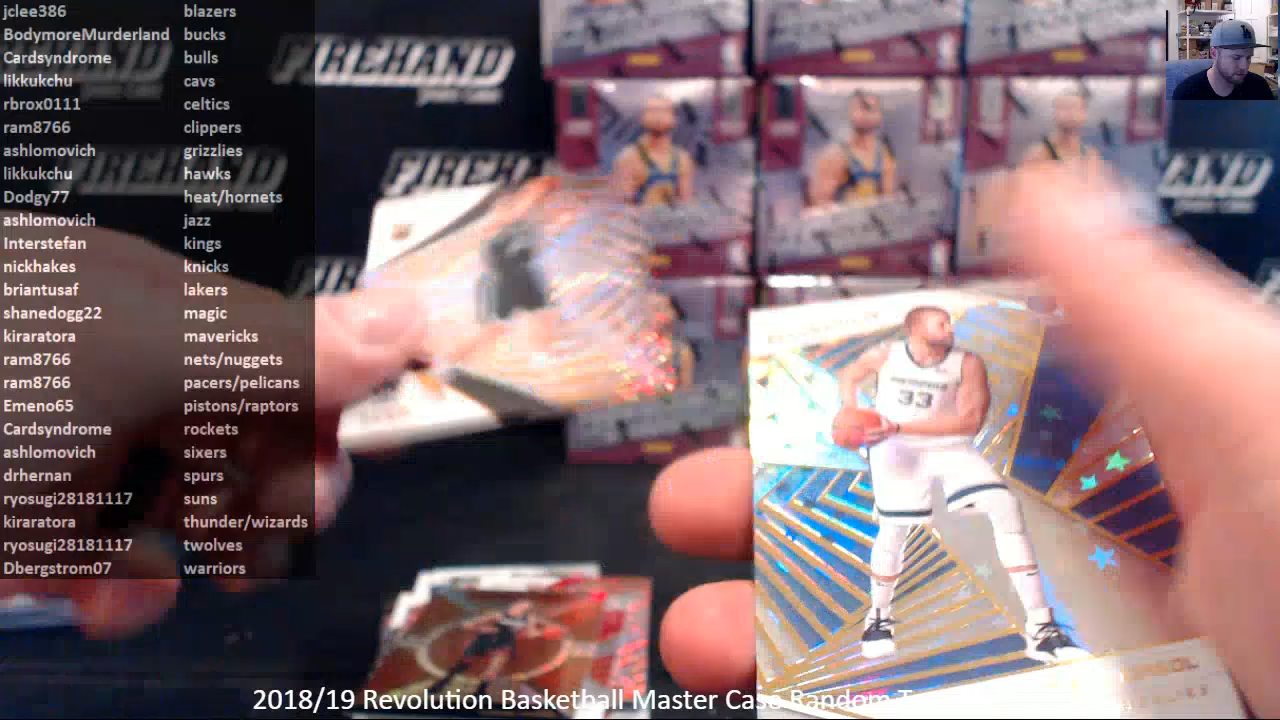 jclee386 blazers
BodymoreMurderland bucks
Cardsyndrome bulls
likkukchu cavs
rbrox0111 celtics
ram8766 clippers
ashlomovich grizzlies
likkukchu hawks
Dodgy77 heat/hornets
ashlomovich jazz
Interstefan kings
nickhakes knicks
briantusaf lakers
shanedogg22 magic
kiraratora mavericks
ram8766 nets/nuggets
ram8766 pacers/pelicans
Emeno65 pistons/raptors
Cardsyndrome rockets
ashlomovich sixers
drhernan spurs
ryosugi28181117 suns
kiraratora thunder/wizards
ryosugi28181117 twolves
Dbergstrom07 warriors
FIREHAND
FIREHAND
33
2018/19 Revolution Basketball Master Case Random